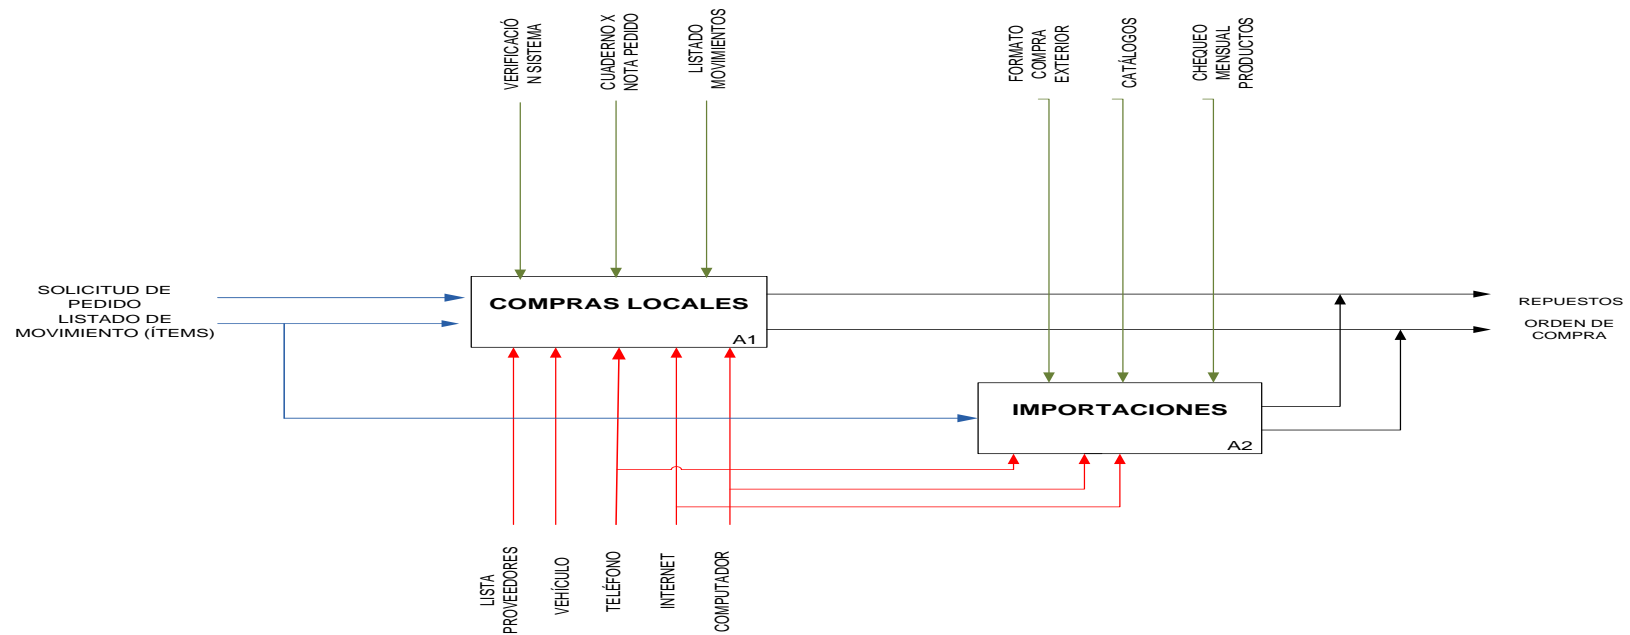 VERIFICACIÓ
N SISTEMA
CUADERNO X
NOTA PEDIDO
LISTADO
MOVIMIENTOS
FORMATO
COMPRA
EXTERIOR
CATÁLOGOS
CHEQUEO
MENSUAL
PRODUCTOS
SOLICITUD DE
PEDIDO
LISTADO DE
MOVIMIENTO (ÍTEMS)
COMPRAS LOCALES
A1
REPUESTOS
ORDEN DE
COMPRA
IMPORTACIONES
A2
LISTA
PROVEEDORES
VEHÍCULO
TELÉFONO
INTERNET
COMPUTADOR